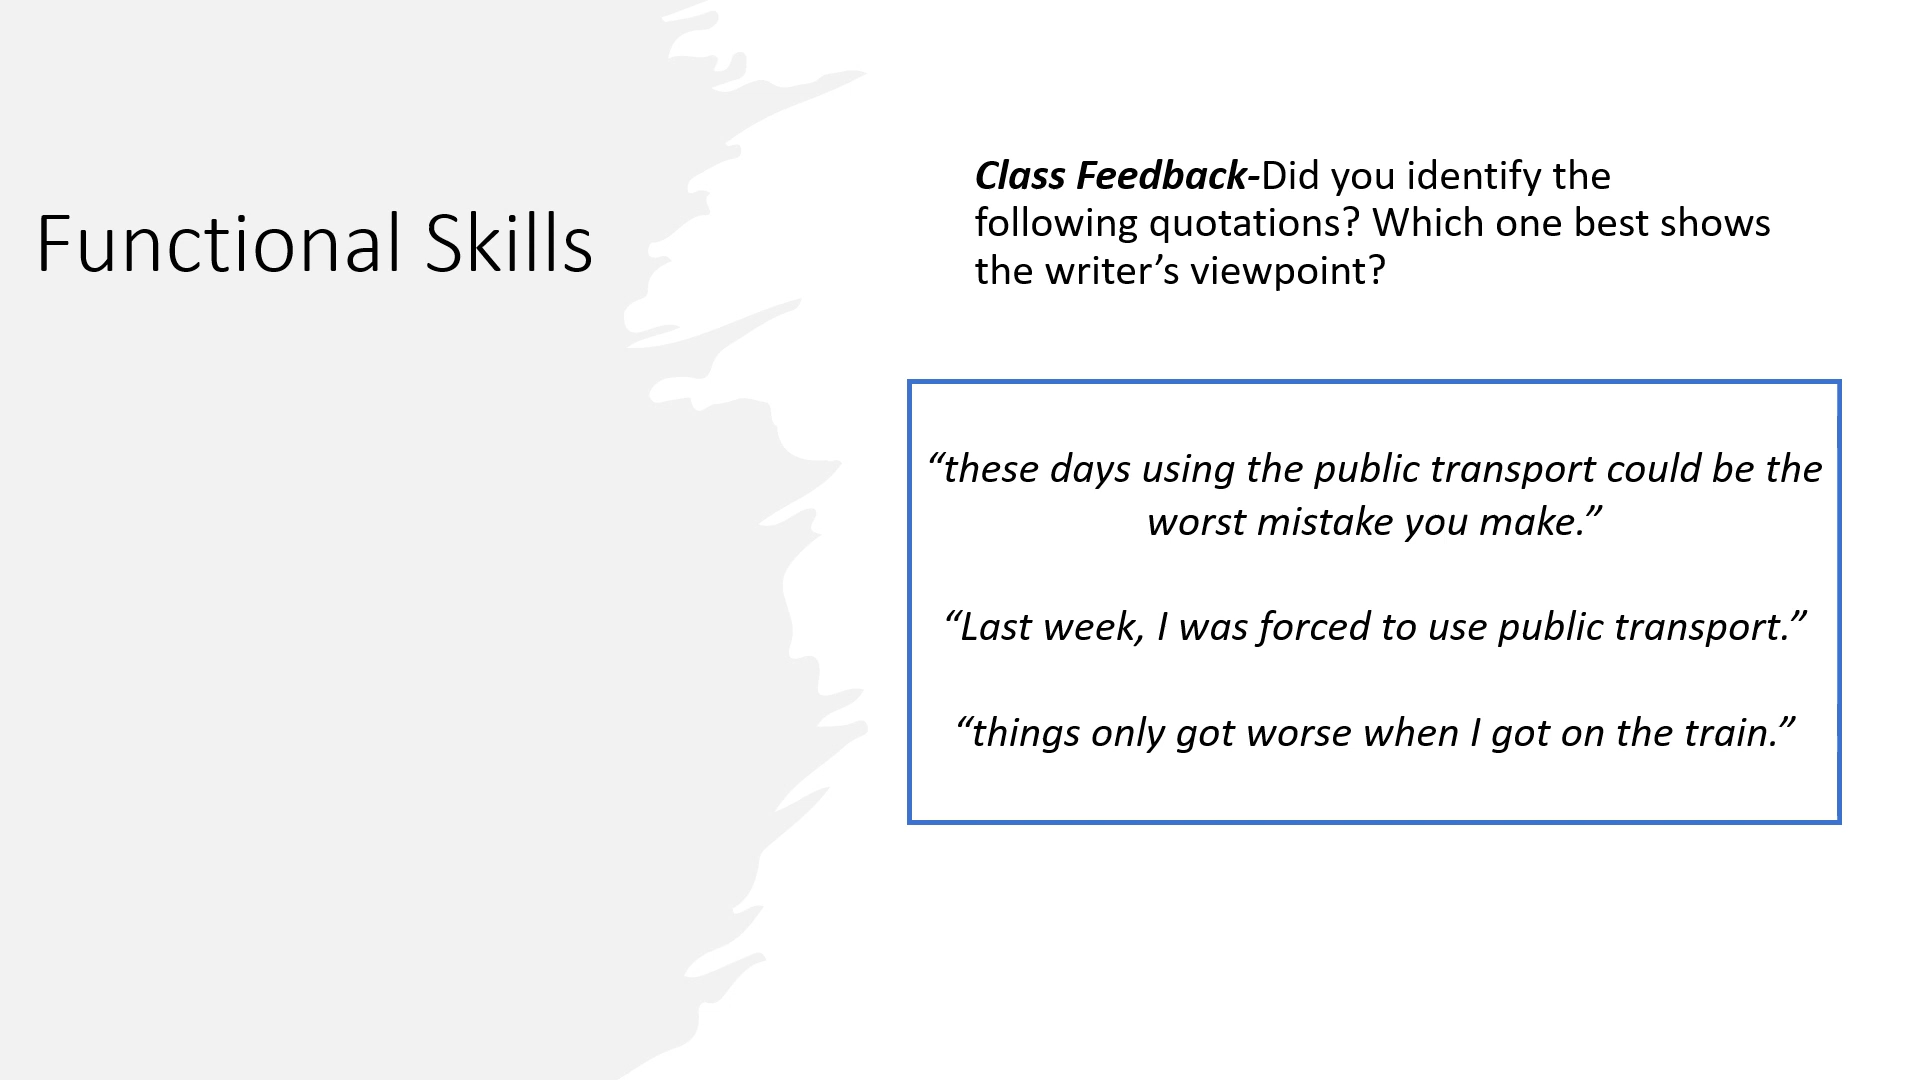 Functional Skills
Class Feedback-Did you identify the
following quotations? Which one best shows
the writer’s viewpoint?
“these days using the public transport could be the
worst mistake you make.”
“Last week, I was forced to use public transport.”
“things only got worse when I got on the train.”